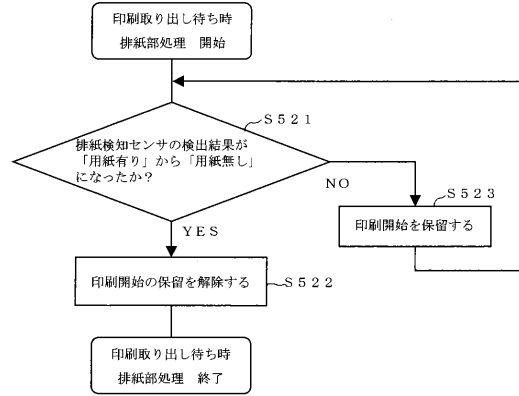 印刷取り出し待ち時
排紙部処理　開始
Ｓ５２１
排紙検知センサの検出結果が
「用紙有り」から「用紙無し」
になったか？
ＮＯ
Ｓ５２３
印刷開始を保留する
ＹＥＳ
印刷開始の保留を解除する
Ｓ５２２
印刷取り出し待ち時
排紙部処理　終了